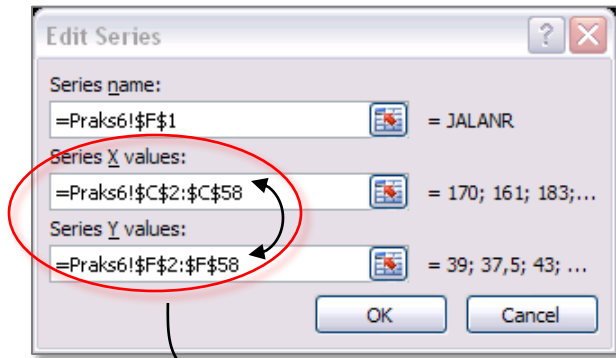 Edit Series
Series name:
=Praks6!$F$1 = JALANR
Series X values:
=Praks6!$C$2:$C$58 = 170; 161; 183;...
Series Y values:
=Praks6!$F$2:$F$58 = 39; 37,5; 43; ...
OK Cancel